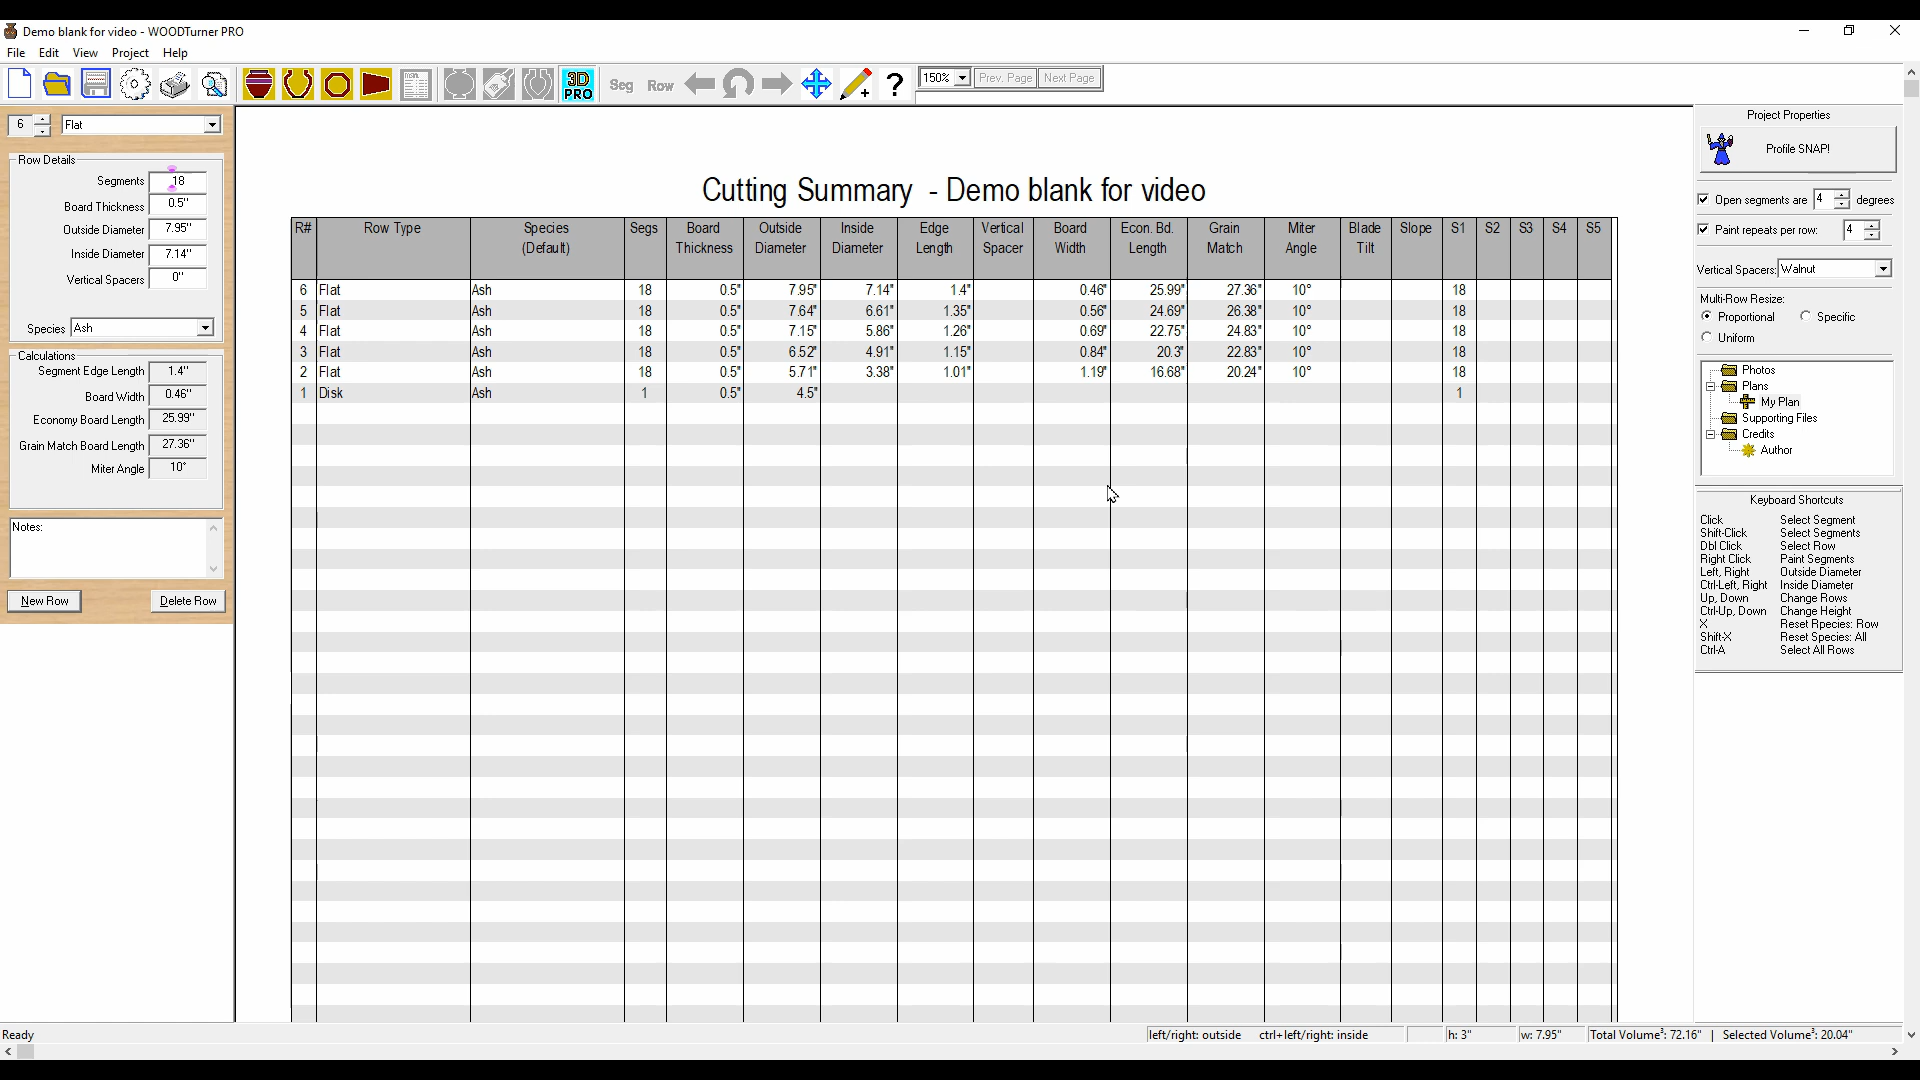 Demo blank for video - WOODTurner PRO
File Edit View Project Help
3D PRO Seg Row ? 150% Prev. Page Next Page
6 Flat
Row Details
Segments 18
Board Thickness 0.5"
Outside Diameter 7.95"
Inside Diameter 7.14"
Vertical Spacers 0"
Species Ash
Calculations
Segment Edge Length 1.4"
Board Width 0.46"
Economy Board Length 25.99"
Grain Match Board Length 27.36"
Miter Angle 10°
Notes:
New Row Delete Row
Cutting Summary - Demo blank for video
R# Row Type Species (Default) Segs Board Thickness Outside Diameter Inside Diameter Edge Length Vertical Spacer Board Width Econ. Bd. Length Grain Match Miter Angle Blade Tilt Slope S1 S2 S3 S4 S5
6 Flat Ash 18 0.5" 7.95" 7.14" 1.4" 0.46" 25.99" 27.36" 10° 18
5 Flat Ash 18 0.5" 7.64" 6.61" 1.35" 0.56" 24.69" 26.38" 10° 18
4 Flat Ash 18 0.5" 7.15" 5.86" 1.26" 0.69" 22.75" 24.83" 10° 18
3 Flat Ash 18 0.5" 6.52" 4.91" 1.15" 0.84" 20.3" 22.83" 10° 18
2 Flat Ash 18 0.5" 5.71" 3.38" 1.01" 1.19" 16.68" 20.24" 10° 18
1 Disk Ash 1 0.5" 4.5" 1
Project Properties
Profile SNAP!
Open segments are 4 degrees
Paint repeats per row: 4
Vertical Spacers: Walnut
Multi-Row Resize:
Proportional Specific
Uniform
Photos
Plans
My Plan
Supporting Files
Credits
Author
Keyboard Shortcuts
Click Select Segment
Shift-Click Select Segments
Dbl Click Select Row
Right Click Paint Segments
Left, Right Outside Diameter
Ctrl-Left, Right Inside Diameter
Up, Down Change Rows
Ctrl-Up, Down Change Height
X Reset Rpecies: Row
Shift-X Reset Species: All
Ctrl-A Select All Rows
Ready left/right: outside ctrl+left/right: inside h: 3" w: 7.95" Total Volume³: 72.16" | Selected Volume³: 20.04"